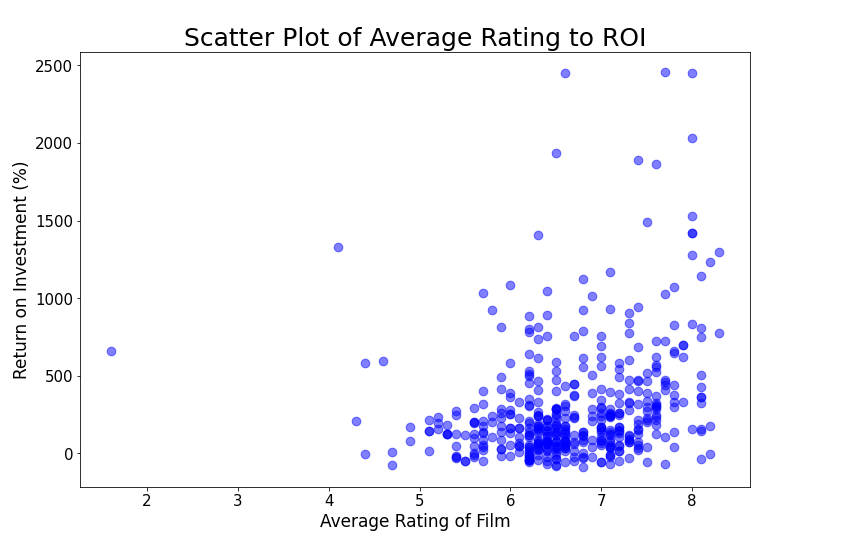 Scatter Plot of Average Rating to ROI
2500
2000
1500
1000
500
0
Return on Investment (%)
2 3 4 5 6 7 8
Average Rating of Film